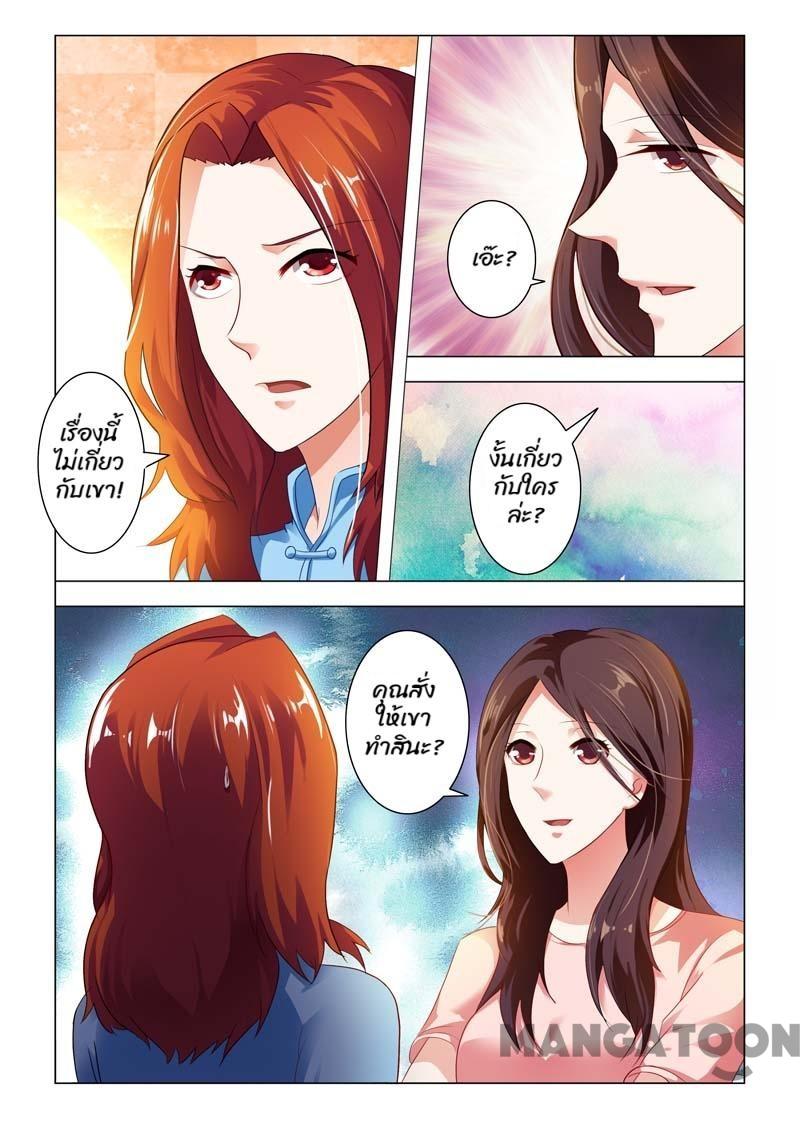 เรื่องนี้
ไม่เกี่ยว
กับเขา!
เอ๊ะ?
งั้นเกี่ยว
กับใคร
ล่ะ?
คุณสั่ง
ให้เขา
ทำสินะ?
MANGATOON